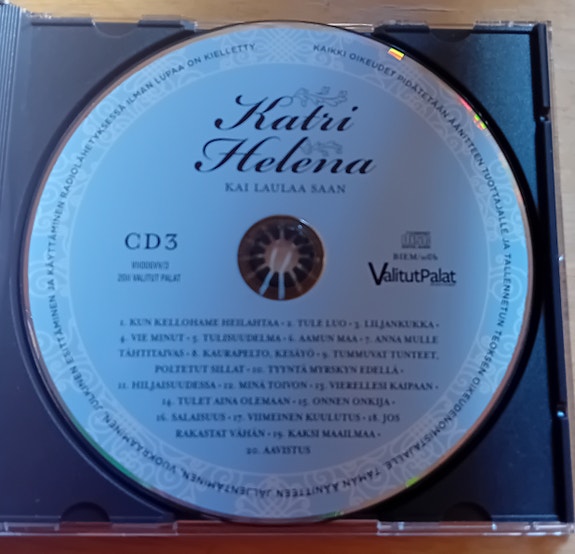 KAIKKI OIKEUDET PIDÄTETÄÄN ÄÄNITTEEN TUOTTAJALLE JA TALLENNETUN TEOKSEN OIKEUDENOMISTAJALLE. TÄMÄN ÄÄNITTEEN JÄLJENTÄMINEN, VUOKRAAMINEN, JULKINEN ESITTÄMINEN JA KÄYTTÄMINEN RADIOLÄHETYKSESSÄ ILMAN LUPAA ON KIELLETTY.
Katri
Helena
KAI LAULAA SAAN
CD3
2011 VALITUT PALAT
BIEM/n©b
ValitutPalat
1. KUN KELLOHAME HEILAHTAA • 2. TULE LUO • 3. LILJANKUKKA •
4. VIE MINUT • 5. TULISUUDELMA • 6. AAMUN MAA • 7. ANNA MULLE
TÄHTITAIVAS • 8. KAURAPELTO, KESÄYÖ • 9. TUMMUVAT TUNTEET,
POLTETUT SILLAT • 10. TYYNTÄ MYRSKYN EDELLÄ •
11. HILJAISUUDESSA • 12. MINÄ TOIVON • 13. VIERELLESI KAIPAAN •
14. TULET AINA OLEMAAN • 15. ONNEN ONKIJA •
16. SALAISUUS • 17. VIIMEINEN KUULUTUS • 18. JOS
RAKASTAT VÄHÄN • 19. KAKSI MAAILMAA •
20. AAVISTUS